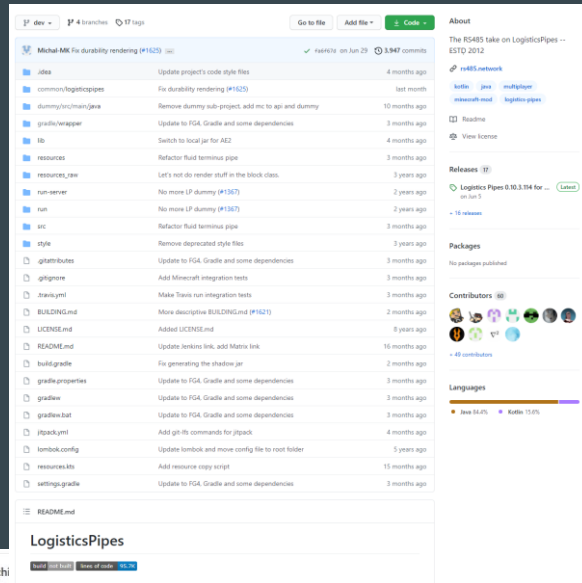 dev
4 branches
17 tags
Go to file
Add file
Code
Michal-MK Fix durability rendering (#1625)
on Jun 29
3,947 commits
.idea Update project's code style files 4 months ago
common/logisticspipes Fix durability rendering (#1625) last month
dummy/src/main/java Remove dummy sub-project, add mc to api and dummy 10 months ago
gradle/wrapper Update to FG4, Gradle and some dependencies 3 months ago
lib Switch to local jar for AE2 4 months ago
resources Refactor fluid terminus pipe 3 months ago
resources_raw Let's not do render stuff in the block class. 3 years ago
run-server No more LP dummy (#1367) 2 years ago
run No more LP dummy (#1367) 2 years ago
src Refactor fluid terminus pipe 3 months ago
style Remove deprecated style files 3 years ago
.gitattributes Update to FG4, Gradle and some dependencies 3 months ago
.gitignore Add Minecraft integration tests 3 months ago
.travis.yml Make Travis run integration tests 3 months ago
BUILDING.md More descriptive BUILDING.md (#1621) 2 months ago
LICENSE.md Added LICENSE.md 8 years ago
README.md Update Jenkins link, add Matrix link 16 months ago
build.gradle Fix generating the shadow jar 2 months ago
gradle.properties Update to FG4, Gradle and some dependencies 3 months ago
gradlew Update to FG4, Gradle and some dependencies 3 months ago
gradlew.bat Update to FG4, Gradle and some dependencies 3 months ago
jitpack.yml Add git-lfs commands for jitpack 4 months ago
lombok.config Update lombok and move config file to root folder 5 years ago
resources.kts Add resource copy script 15 months ago
settings.gradle Update to FG4, Gradle and some dependencies 3 months ago
README.md
LogisticsPipes
build not built lines of code 95.7K
About
The RS485 take on LogisticsPipes --
ESTD 2012
rs485.network
kotlin java multiplayer
minecraft-mod logistics-pipes
Readme
View license
Releases 17
Logistics Pipes 0.10.3.114 for ... Latest
on Jun 5
+ 16 releases
Packages
No packages published
Contributors 60
+ 49 contributors
Languages
Java 84.4% Kotlin 15.6%